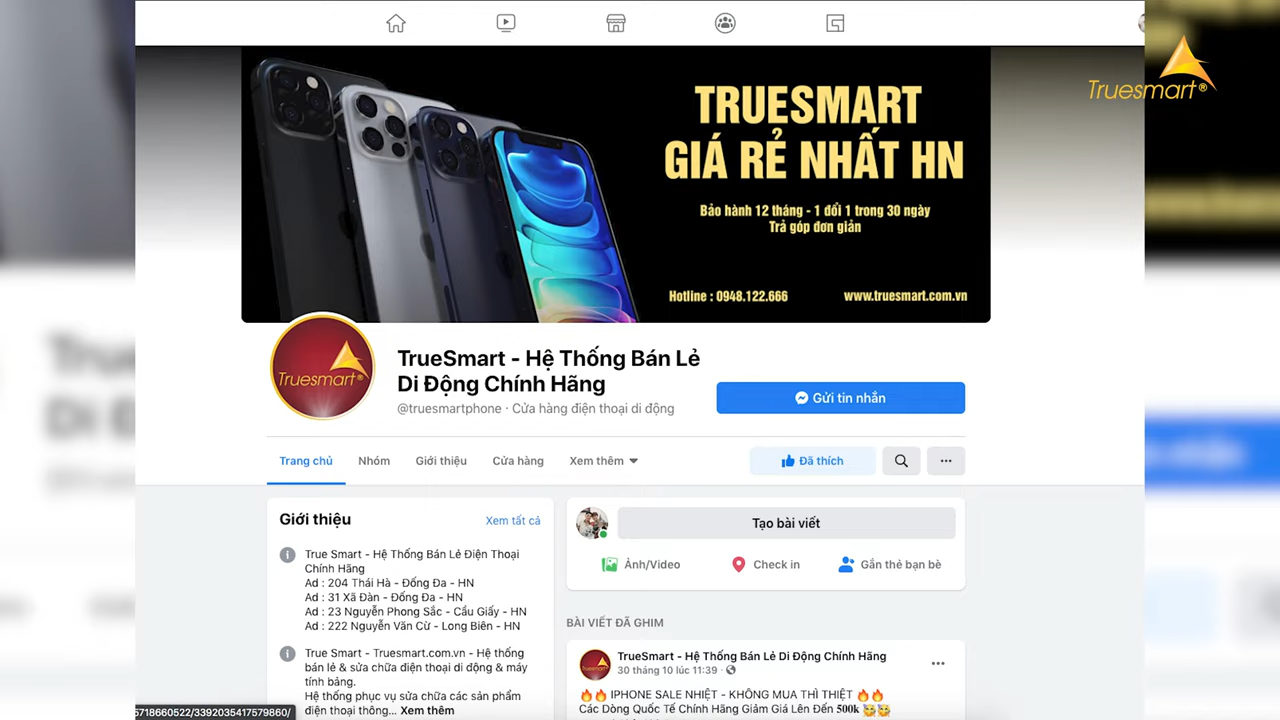 Truesmart®
TRUESMART
GIÁ RẺ NHẤT HN
Bảo hành 12 tháng - 1 đổi 1 trong 30 ngày
Trả góp đơn giản
Hotline : 0948.122.666
www.truesmart.com.vn
Truesmart®
TrueSmart - Hệ Thống Bán Lẻ
Di Động Chính Hãng
@truesmartphone · Cửa hàng điện thoại di động
Gửi tin nhắn
Trang chủ
Nhóm
Giới thiệu
Cửa hàng
Xem thêm
Đã thích
Giới thiệu
Xem tất cả
True Smart - Hệ Thống Bán Lẻ Điện Thoại
Chính Hãng
Ad : 204 Thái Hà - Đống Đa - HN
Ad : 31 Xã Đàn - Đống Đa - HN
Ad : 23 Nguyễn Phong Sắc - Cầu Giấy - HN
Ad : 222 Nguyễn Văn Cừ - Long Biên - HN
True Smart - Truesmart.com.vn - Hệ thống
bán lẻ & sửa chữa điện thoại di động & máy
tính bảng.
Hệ thống phục vụ sửa chữa các sản phẩm
điện thoại thông... Xem thêm
Tạo bài viết
Ảnh/Video
Check in
Gắn thẻ bạn bè
BÀI VIẾT ĐÃ GHIM
TrueSmart - Hệ Thống Bán Lẻ Di Động Chính Hãng
30 tháng 10 lúc 11:39 ·
🔥🔥 IPHONE SALE NHIỆT - KHÔNG MUA THÌ THIỆT 🔥🔥
Các Dòng Quốc Tế Chính Hãng Giảm Giá Lên Đến 500k 🥰🥰
5718660522/3392035417579860/